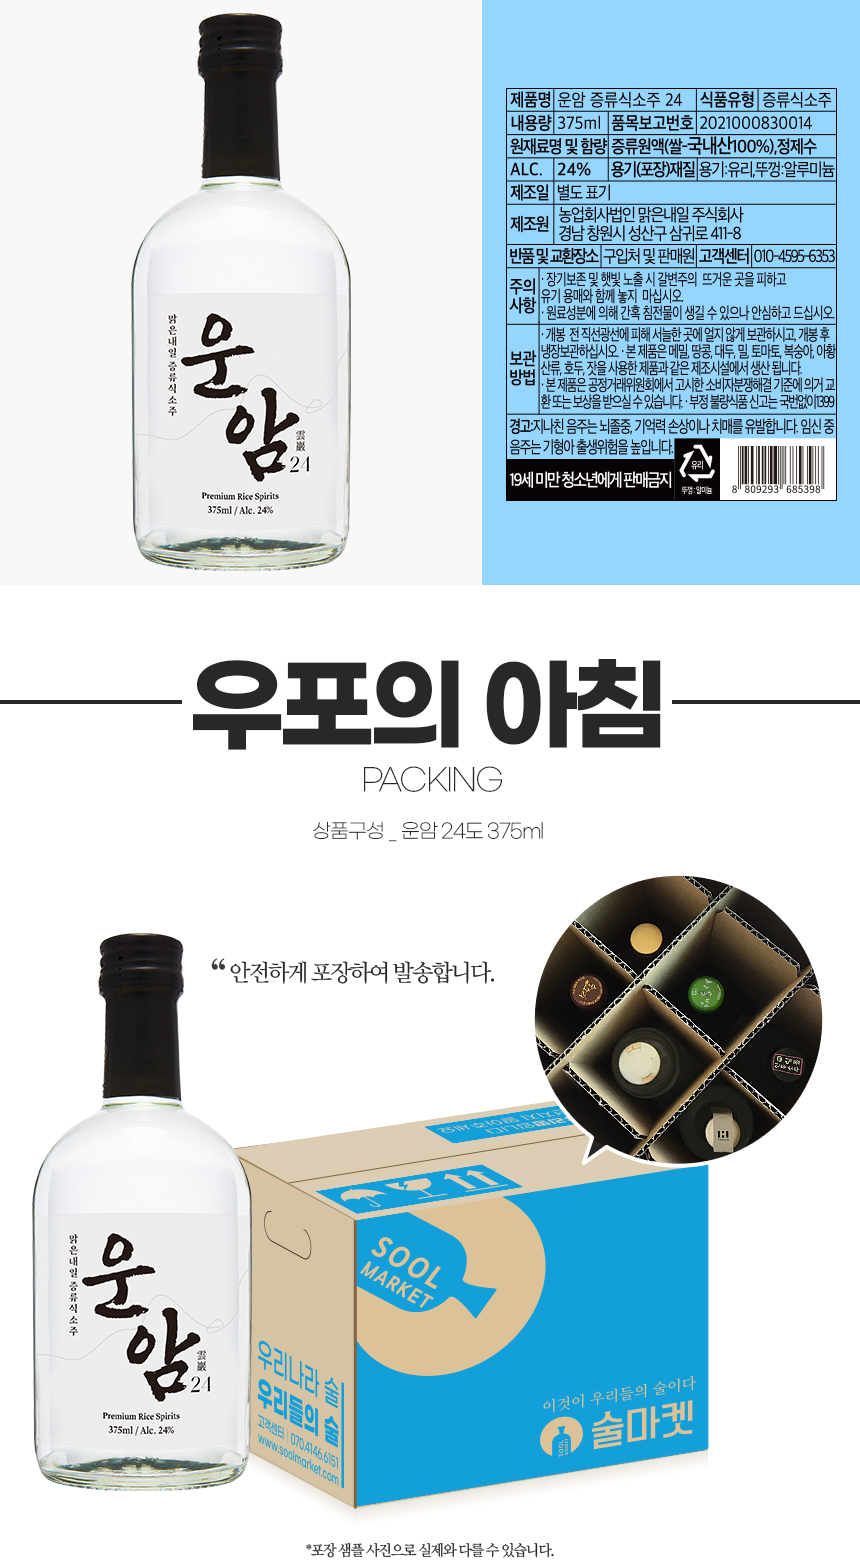 맑은내일 증류식소주
운암
雲巖
24
Premium Rice Spirits
375ml / Alc. 24%
제품명 운암 증류식소주 24 식품유형 증류식소주
내용량 375ml 품목보고번호 2021000830014
원재료명 및 함량 증류원액(쌀-국내산100%),정제수
ALC. 24% 용기(포장)재질 용기:유리,뚜껑:알루미늄
제조일 별도 표기
제조원 농업회사법인 맑은내일 주식회사
경남 창원시 성산구 삼귀로 411-8
반품 및 교환장소 구입처 및 판매원 고객센터 010-4595-6353
주의사항 · 장기보존 및 햇빛 노출 시 갈변주의 뜨거운 곳을 피하고
유기 용매와 함께 놓지 마십시오.
· 원료성분에 의해 간혹 침전물이 생길 수 있으나 안심하고 드십시오.
보관방법 · 개봉 전 직선광선에 피해 서늘한 곳에 얼지 않게 보관하시고, 개봉 후
냉장보관하십시오 · 본 제품은 메밀, 땅콩, 대두, 밀, 토마토, 복숭아, 아황
산류, 호두, 잣을 사용한 제품과 같은 제조시설에서 생산 됩니다.
· 본 제품은 공정거래위원회에서 고시한 소비자분쟁해결 기준에 의거 교
환 또는 보상을 받으실 수 있습니다. · 부정 불량식품 신고는 국번없이1399
경고:지나친 음주는 뇌졸중, 기억력 손상이나 치매를 유발합니다. 임신 중
음주는 기형아 출생위험을 높입니다.
19세 미만 청소년에게 판매금지
유리
뚜껑 : 알미늄
8 809293 685398
우포의 아침
PACKING
상품구성 _ 운암 24도 375ml
“ 안전하게 포장하여 발송합니다.
맑은내일 증류식소주
운암
雲巖
24
Premium Rice Spirits
375ml / Alc. 24%
SOOL
MARKET
우리나라 술
우리들의 술
고객센터 | 070.4146.6151
www.soolmarket.com
이것이 우리들의 술이다
SOOL
MARKET
술마켓
*포장 샘플 사진으로 실제와 다를 수 있습니다.